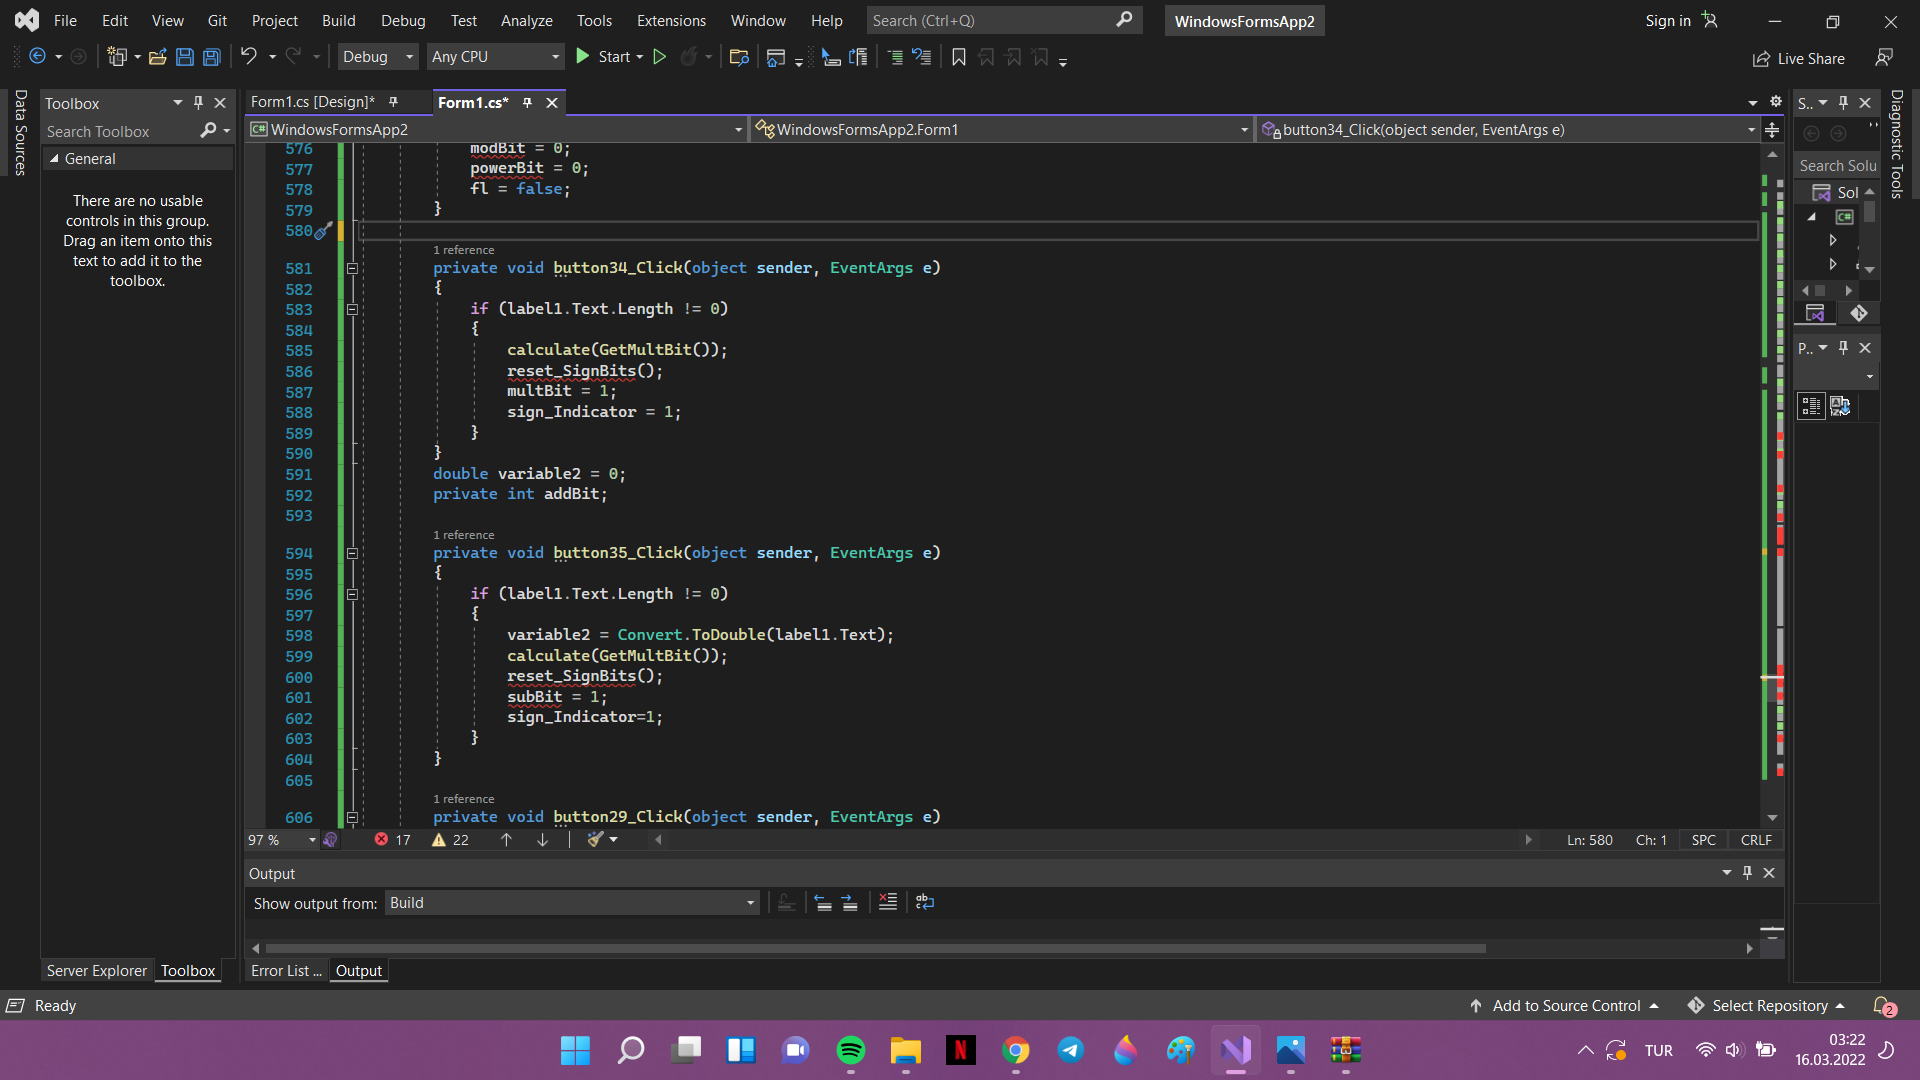 File Edit View Git Project Build Debug Test Analyze Tools Extensions Window Help Search (Ctrl+Q) WindowsFormsApp2 Sign in
Debug Any CPU Start Live Share
Data Sources
Toolbox
Search Toolbox
General
There are no usable
controls in this group.
Drag an item onto this
text to add it to the
toolbox.
Form1.cs [Design]* Form1.cs*
WindowsFormsApp2 WindowsFormsApp2.Form1 button34_Click(object sender, EventArgs e)
576 modBit = 0;
577 powerBit = 0;
578 fl = false;
579 }
580
1 reference
581 private void button34_Click(object sender, EventArgs e)
582 {
583 if (label1.Text.Length != 0)
584 {
585 calculate(GetMultBit());
586 reset_SignBits();
587 multBit = 1;
588 sign_Indicator = 1;
589 }
590 }
591 double variable2 = 0;
592 private int addBit;
593
1 reference
594 private void button35_Click(object sender, EventArgs e)
595 {
596 if (label1.Text.Length != 0)
597 {
598 variable2 = Convert.ToDouble(label1.Text);
599 calculate(GetMultBit());
600 reset_SignBits();
601 subBit = 1;
602 sign_Indicator=1;
603 }
604 }
605
1 reference
606 private void button29_Click(object sender, EventArgs e)
97 % 17 22 Ln: 580 Ch: 1 SPC CRLF
Output
Show output from: Build
Server Explorer Toolbox Error List ... Output
S..
Search Solu
Sol
P..
Diagnostic Tools
Ready Add to Source Control Select Repository 2
TUR 03:22
16.03.2022